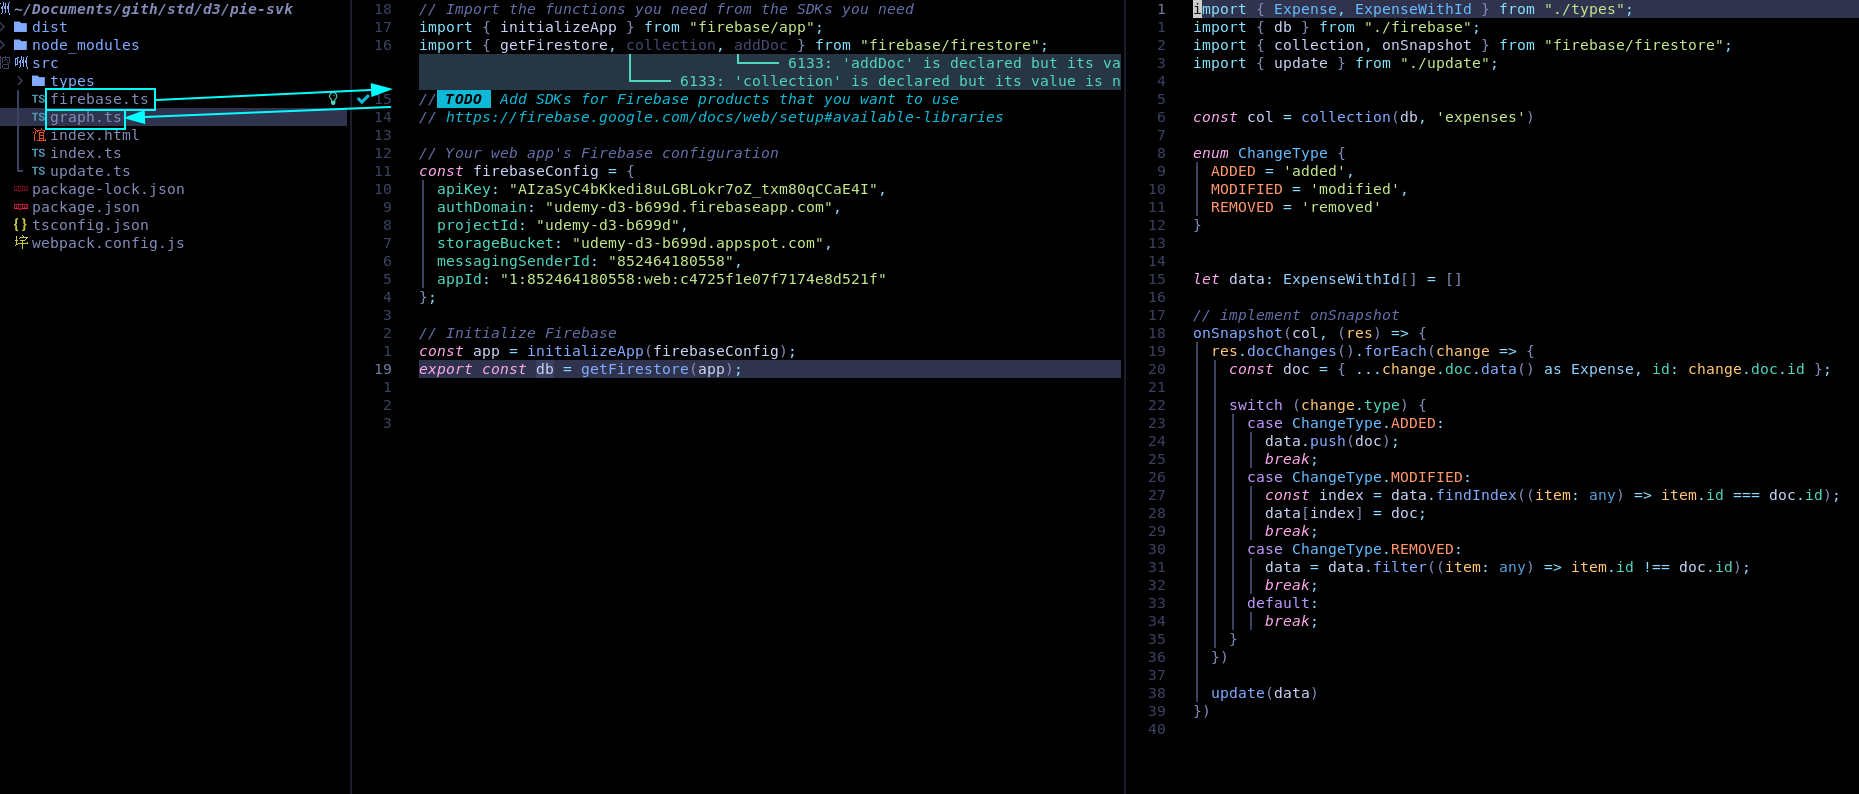 ~/Documents/gith/std/d3/pie-svk
dist
node_modules
src
types
TS firebase.ts
TS graph.ts
index.html
TS index.ts
TS update.ts
package-lock.json
package.json
{} tsconfig.json
webpack.config.js
18 // Import the functions you need from the SDKs you need
17 import { initializeApp } from "firebase/app";
16 import { getFirestore, collection, addDoc } from "firebase/firestore";
6133: 'addDoc' is declared but its va
6133: 'collection' is declared but its value is n
15 // TODO Add SDKs for Firebase products that you want to use
14 // https://firebase.google.com/docs/web/setup#available-libraries
13
12 // Your web app's Firebase configuration
11 const firebaseConfig = {
10 apiKey: "AIzaSyC4bKkedi8uLGBLokr7oZ_txm80qCCaE4I",
9 authDomain: "udemy-d3-b699d.firebaseapp.com",
8 projectId: "udemy-d3-b699d",
7 storageBucket: "udemy-d3-b699d.appspot.com",
6 messagingSenderId: "852464180558",
5 appId: "1:852464180558:web:c4725f1e07f7174e8d521f"
4 };
3
2 // Initialize Firebase
1 const app = initializeApp(firebaseConfig);
19 export const db = getFirestore(app);
1
2
3
1 import { Expense, ExpenseWithId } from "./types";
1 import { db } from "./firebase";
2 import { collection, onSnapshot } from "firebase/firestore";
3 import { update } from "./update";
4
5
6 const col = collection(db, 'expenses')
7
8 enum ChangeType {
9 ADDED = 'added',
10 MODIFIED = 'modified',
11 REMOVED = 'removed'
12 }
13
14
15 let data: ExpenseWithId[] = []
16
17 // implement onSnapshot
18 onSnapshot(col, (res) => {
19 res.docChanges().forEach(change => {
20 const doc = { ...change.doc.data() as Expense, id: change.doc.id };
21
22 switch (change.type) {
23 case ChangeType.ADDED:
24 data.push(doc);
25 break;
26 case ChangeType.MODIFIED:
27 const index = data.findIndex((item: any) => item.id === doc.id);
28 data[index] = doc;
29 break;
30 case ChangeType.REMOVED:
31 data = data.filter((item: any) => item.id !== doc.id);
32 break;
33 default:
34 break;
35 }
36 })
37
38 update(data)
39 })
40